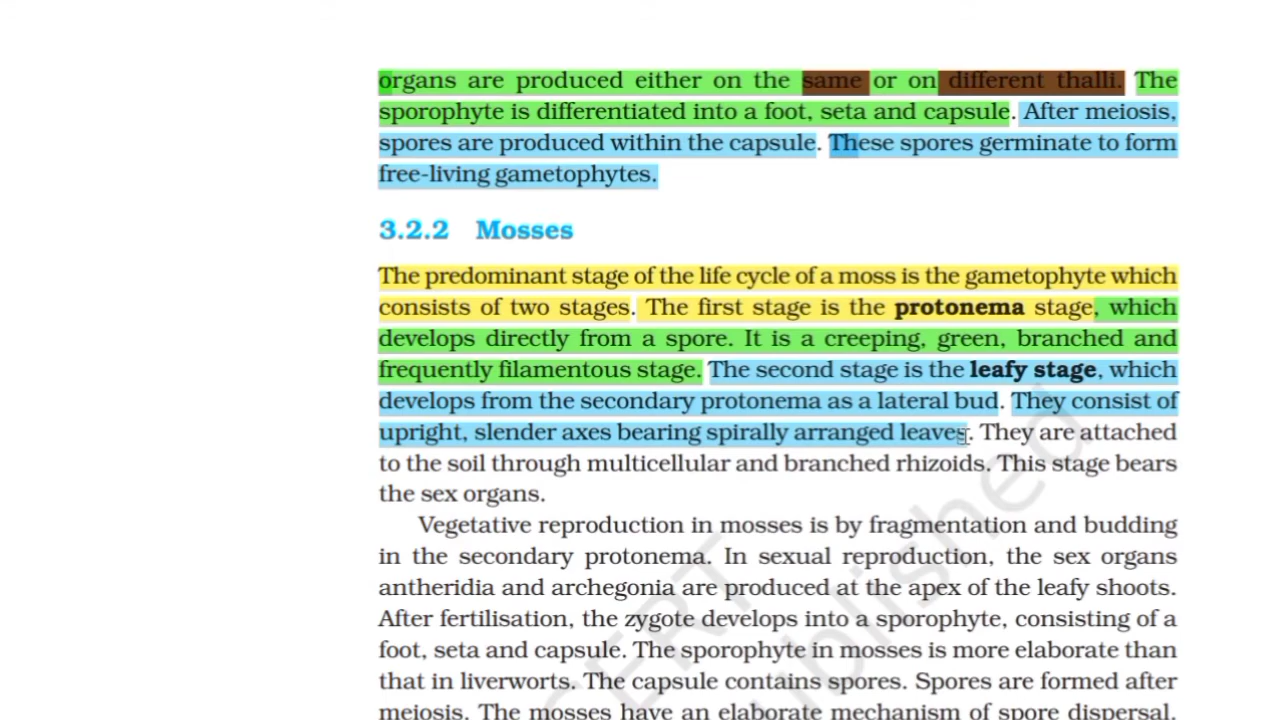 organs are produced either on the same or on different thalli. The
sporophyte is differentiated into a foot, seta and capsule. After meiosis,
spores are produced within the capsule. These spores germinate to form
free-living gametophytes.
3.2.2 Mosses
The predominant stage of the life cycle of a moss is the gametophyte which
consists of two stages. The first stage is the protonema stage, which
develops directly from a spore. It is a creeping, green, branched and
frequently filamentous stage. The second stage is the leafy stage, which
develops from the secondary protonema as a lateral bud. They consist of
upright, slender axes bearing spirally arranged leaves. They are attached
to the soil through multicellular and branched rhizoids. This stage bears
the sex organs.
Vegetative reproduction in mosses is by fragmentation and budding
in the secondary protonema. In sexual reproduction, the sex organs
antheridia and archegonia are produced at the apex of the leafy shoots.
After fertilisation, the zygote develops into a sporophyte, consisting of a
foot, seta and capsule. The sporophyte in mosses is more elaborate than
that in liverworts. The capsule contains spores. Spores are formed after
meiosis. The mosses have an elaborate mechanism of spore dispersal.